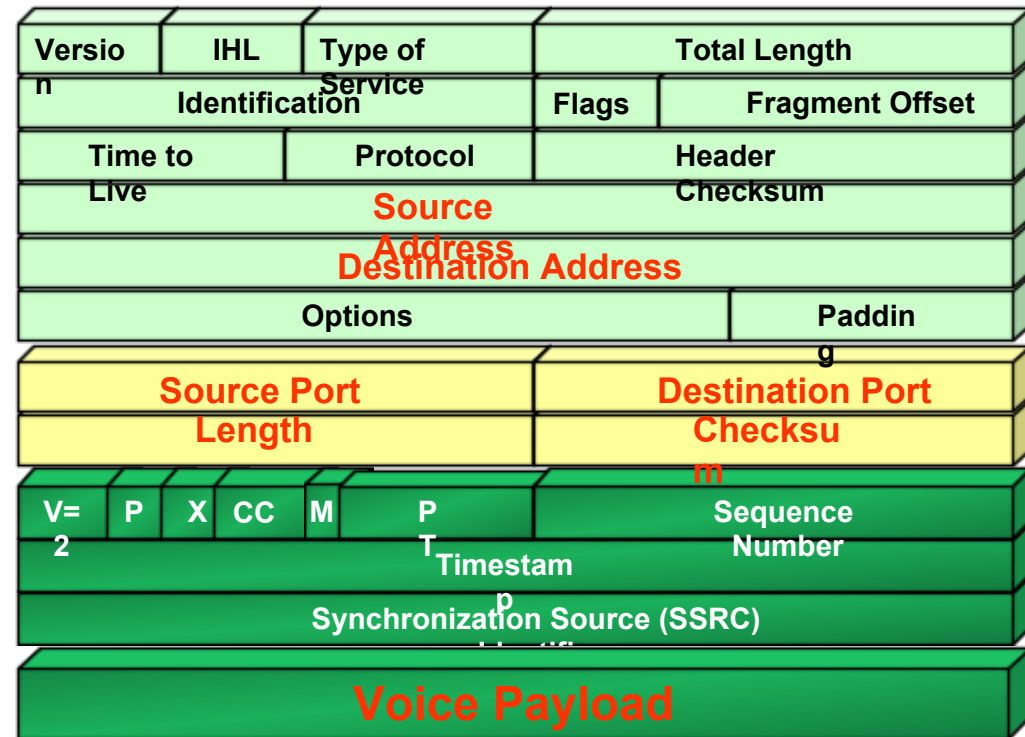 Versio
n
IHL
Type of
Service
Total Length
Identification
Flags
Fragment Offset
Time to
Live
Protocol
Header
Checksum
Source
Address
Destination Address
Options
Paddin
g
Source Port
Destination Port
Length
Checksu
m
V=
2
P
X
CC
M
P
T
Sequence
Number
Timestam
p
Synchronization Source (SSRC)
Voice Payload